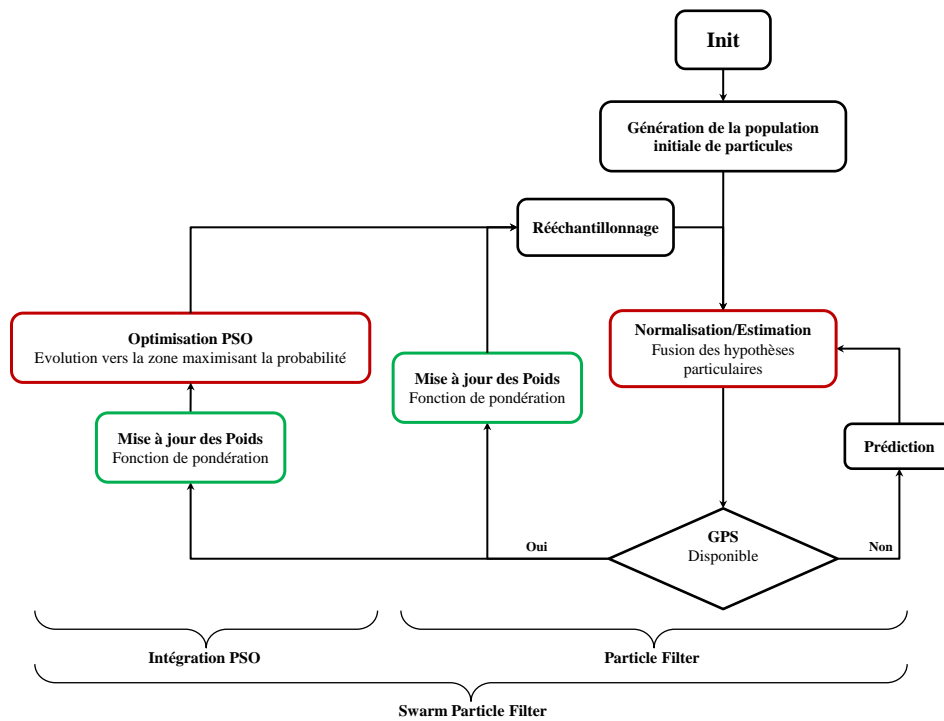 Init
Génération de la population
initiale de particules
Rééchantillonnage
Optimisation PSO
Evolution vers la zone maximisant la probabilité
Normalisation/Estimation
Fusion des hypothèses
particulaires
Mise à jour des Poids
Fonction de pondération
Mise à jour des Poids
Fonction de pondération
Prédiction
GPS
Disponible
Oui
Non
Intégration PSO
Particle Filter
Swarm Particle Filter